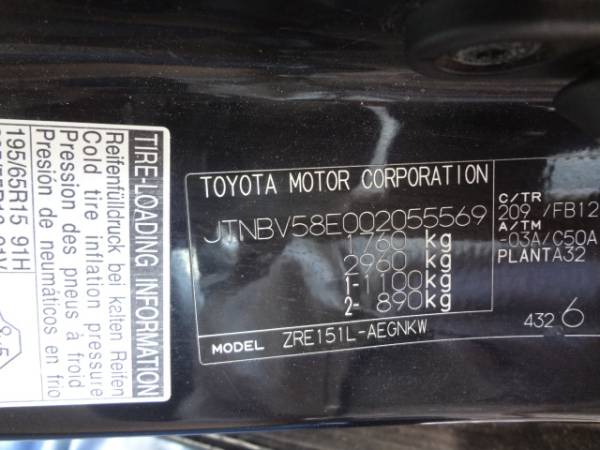 TIRE-LOADING INFORMATION
Reifenfülldruck bei kalten Reifen
Cold tire inflation pressure
Pression des pneus à froid
Presión de neumáticos en frio
195/65R15 91H
TOYOTA MOTOR CORPORATION
JTNBV58E002055569
1760 kg
2960 kg
1-1100kg
2- 890kg
MODEL ZRE151L-AEGNKW
C/TR
209 /FB12
A/TM
-03A/C50A
PLANTA32
432 6